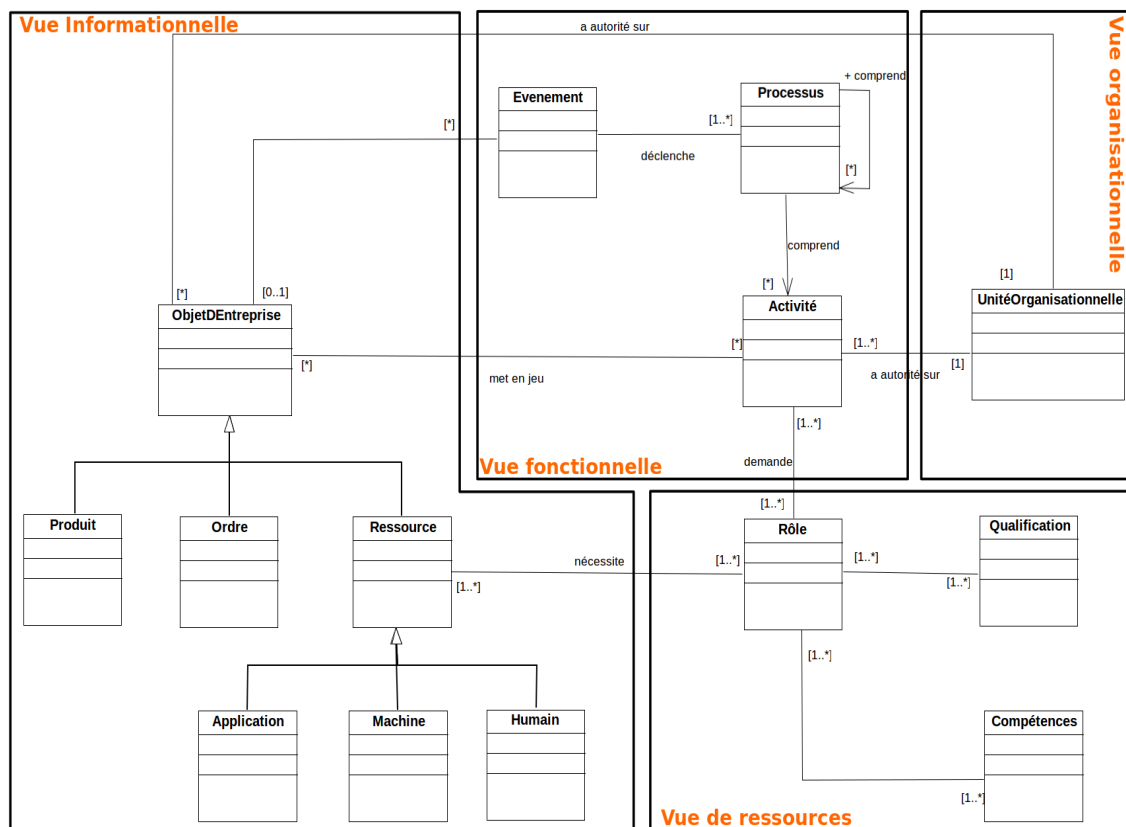 Vue Informationnelle
a autorité sur
Vue organisationnelle
+ comprend
Evenement
Processus
[*]
[1..*]
déclenche
[*]
comprend
[*]
[0..1]
[*]
[1]
ObjetDEntreprise
Activité
UnitéOrganisationnelle
[*]
[*]
[1..*]
[1]
met en jeu
a autorité sur
[1..*]
Vue fonctionnelle
demande
[1..*]
Produit
Ordre
Ressource
Rôle
Qualification
nécessite
[1..*]
[1..*]
[1..*]
[1..*]
[1..*]
Application
Machine
Humain
Compétences
[1..*]
Vue de ressources